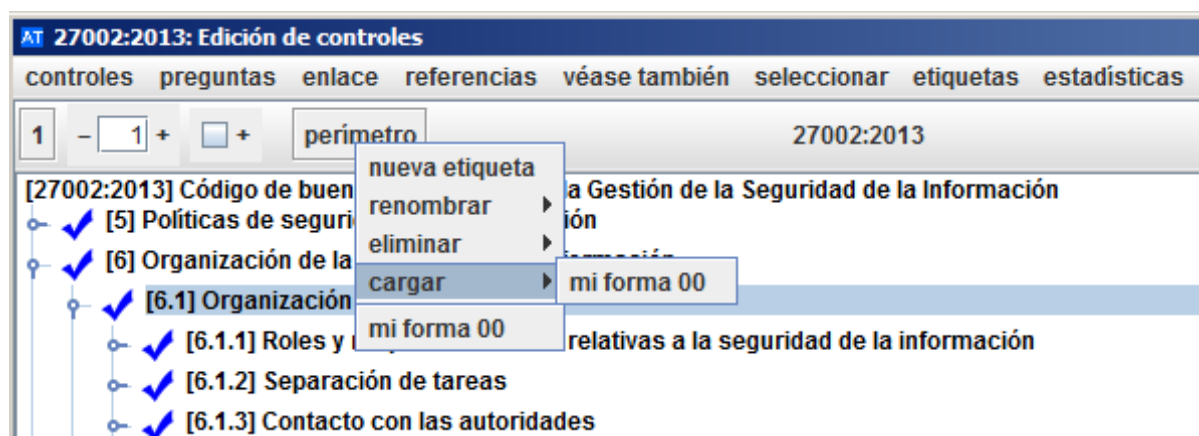 AT 27002:2013: Edición de controles
controles preguntas enlace referencias véase también seleccionar etiquetas estadísticas
1 – 1 + + perímetro 27002:2013
nueva etiqueta
[27002:2013] Código de buen la Gestión de la Seguridad de la Información
renombrar
[5] Políticas de seguri ión
eliminar
[6] Organización de la
cargar mi forma 00
[6.1] Organización
mi forma 00
[6.1.1] Roles y relativas a la seguridad de la información
[6.1.2] Separación de tareas
[6.1.3] Contacto con las autoridades